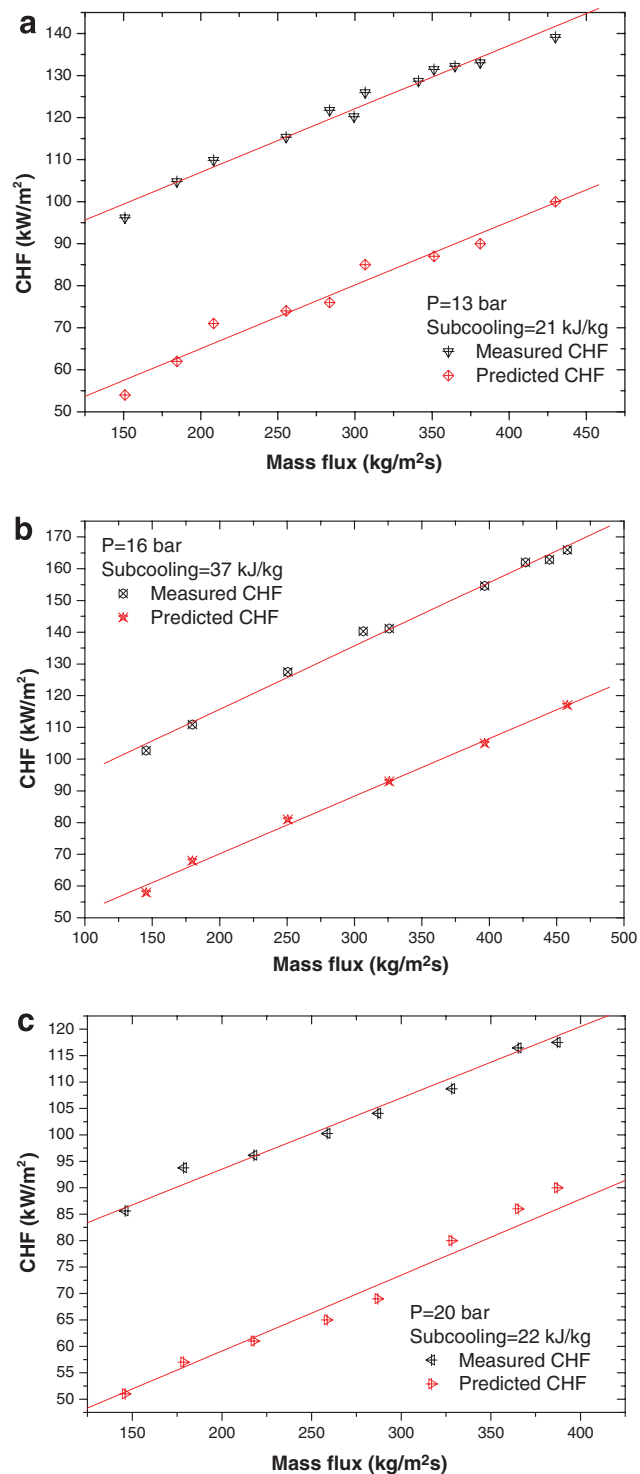 a
140
130
120
110
100
90
80
70
60
50
CHF (kW/m²)
P=13 bar
Subcooling=21 kJ/kg
Measured CHF
Predicted CHF
150 200 250 300 350 400 450
Mass flux (kg/m²s)
b
170
160
150
140
130
120
110
100
90
80
70
60
50
CHF (kW/m²)
P=16 bar
Subcooling=37 kJ/kg
Measured CHF
Predicted CHF
100 150 200 250 300 350 400 450 500
Mass flux (kg/m²s)
c
120
115
110
105
100
95
90
85
80
75
70
65
60
55
50
CHF (kW/m²)
P=20 bar
Subcooling=22 kJ/kg
Measured CHF
Predicted CHF
150 200 250 300 350 400
Mass flux (kg/m²s)